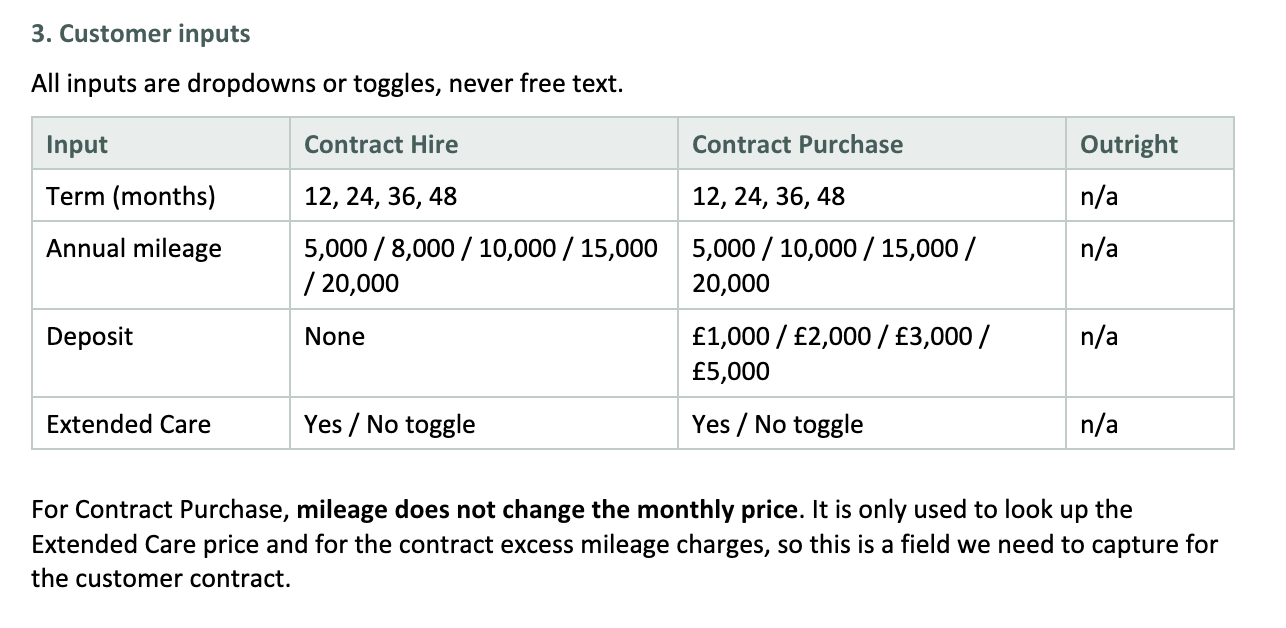 3. Customer inputs
All inputs are dropdowns or toggles, never free text.
Input Contract Hire Contract Purchase Outright
Term (months) 12, 24, 36, 48 12, 24, 36, 48 n/a
Annual mileage 5,000 / 8,000 / 10,000 / 15,000 5,000 / 10,000 / 15,000 / n/a
/ 20,000 20,000
Deposit None £1,000 / £2,000 / £3,000 / n/a
£5,000
Extended Care Yes / No toggle Yes / No toggle n/a
For Contract Purchase, mileage does not change the monthly price. It is only used to look up the
Extended Care price and for the contract excess mileage charges, so this is a field we need to capture for
the customer contract.